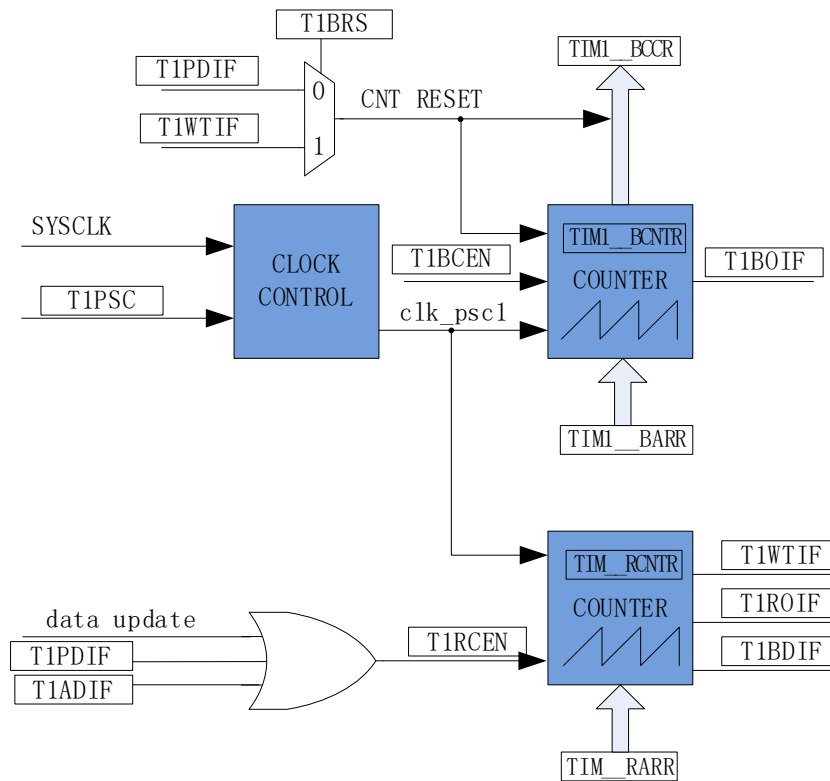 T1BRS
T1PDIF
0
T1WTIF
1
CNT RESET
TIM1__BCCR
SYSCLK
T1PSC
CLOCK
CONTROL
T1BCEN
clk_psc1
TIM1__BCNTR
COUNTER
T1BOIF
TIM1__BARR
data update
T1PDIF
T1ADIF
T1RCEN
TIM__RCNTR
COUNTER
T1WTIF
T1ROIF
T1BDIF
TIM__RARR